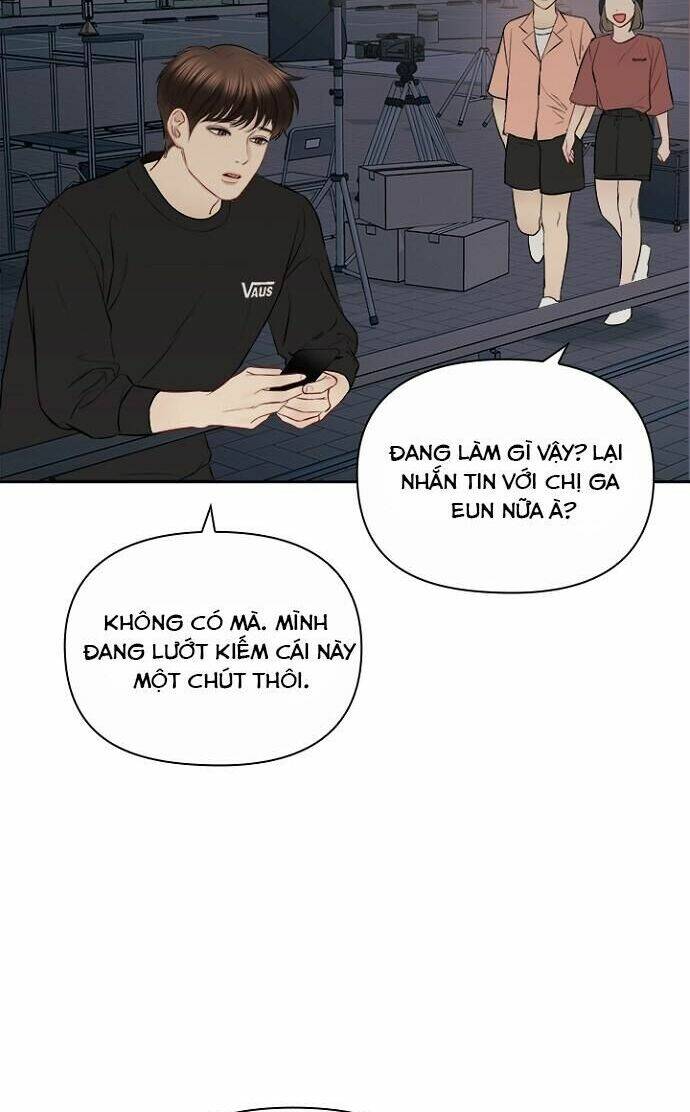 VAUS
ĐANG LÀM GÌ VẬY? LẠI
NHẮN TIN VỚI CHỊ GA
EUN NỮA À?
KHÔNG CÓ MÀ. MÌNH
ĐANG LƯỚT KIẾM CÁI NÀY
MỘT CHÚT THÔI.